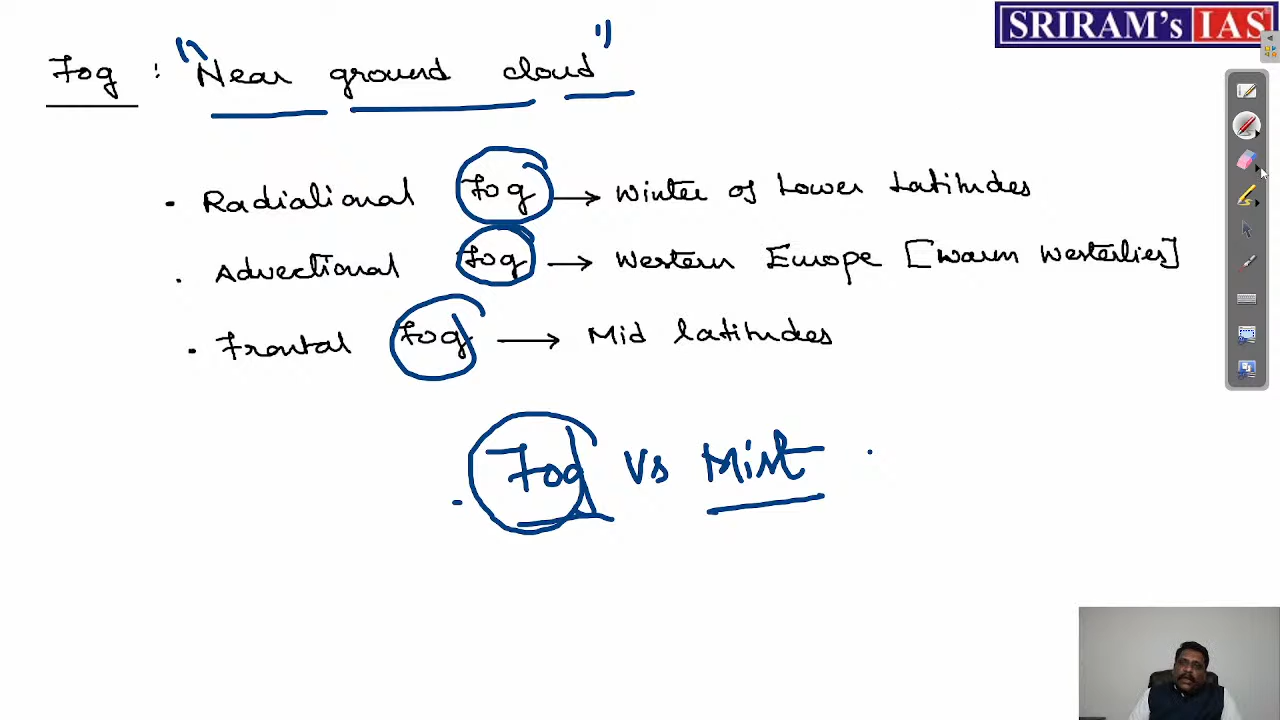 SRIRAM's IAS
Fog : "Near ground cloud"
• Radiational Fog → Winter of Lower Latitudes
• Advectional Fog → Western Europe [warm westerlies]
• Frontal Fog → Mid latitudes
• Fog Vs Mist